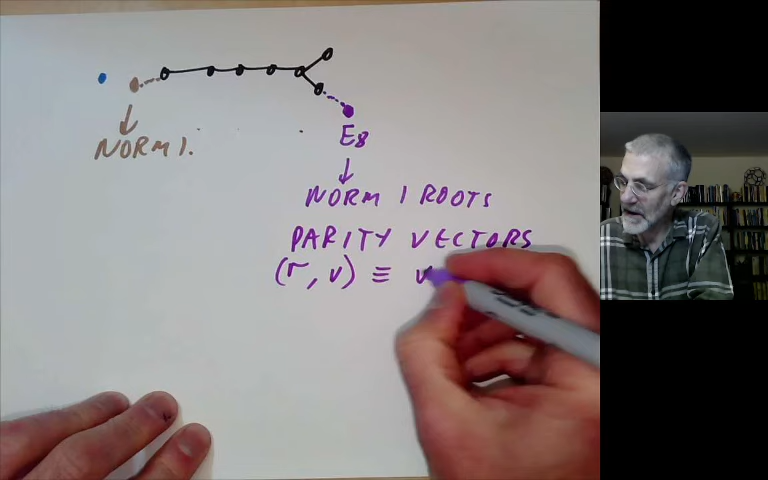 E8
NORM 1.
NORM 1 ROOTS
PARITY VECTORS
(r, v) ≡ v